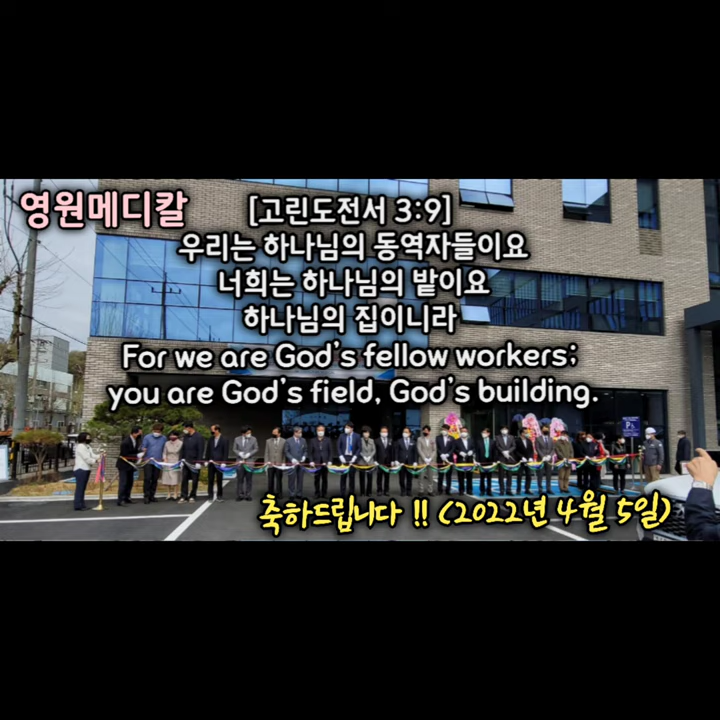 영원메디칼
[고린도전서 3:9]
우리는 하나님의 동역자들이요
너희는 하나님의 밭이요
하나님의 집이니라
For we are God's fellow workers;
you are God's field, God's building.
축하드립니다 !! (2022년 4월 5일)